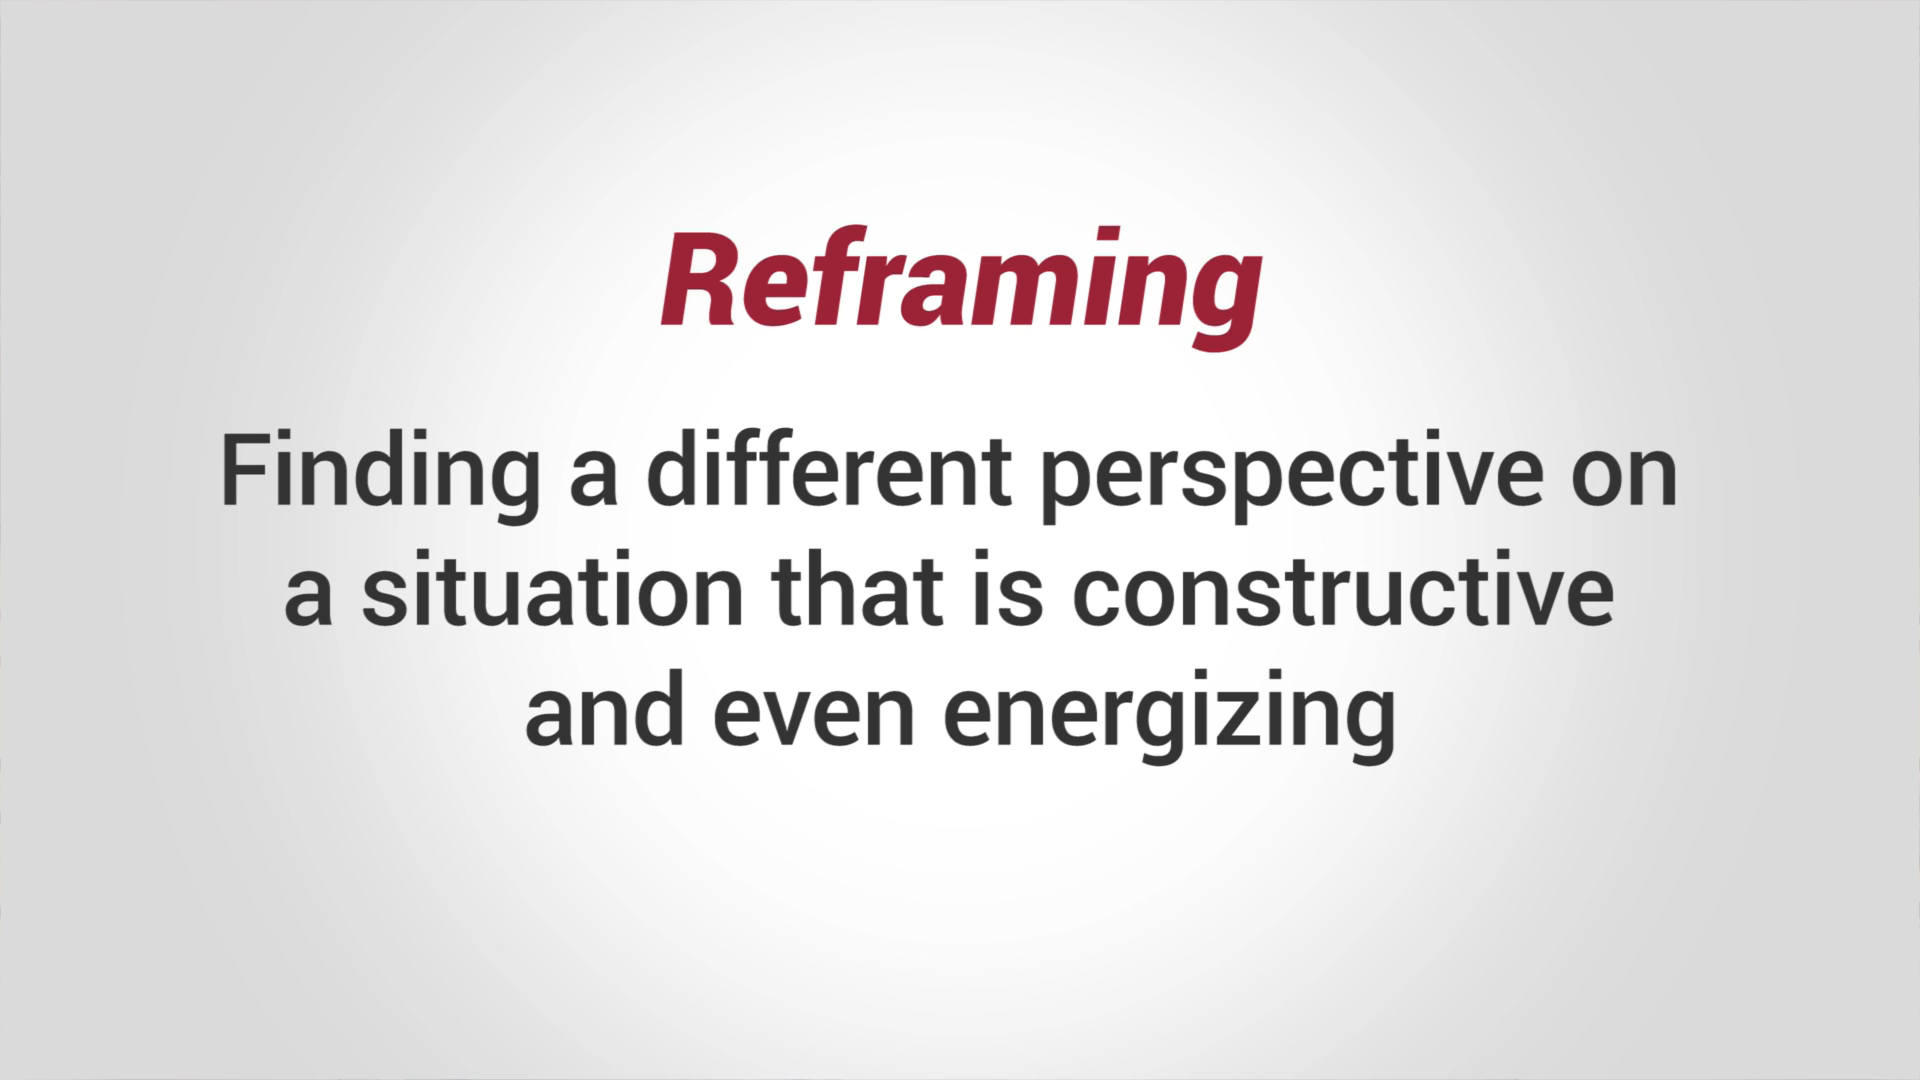 Reframing
Finding a different perspective on
a situation that is constructive
and even energizing